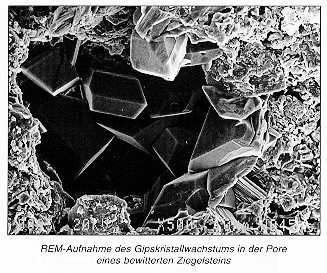 REM-Aufnahme des Gipskristallwachstums in der Pore
eines bewitterten Ziegelsteins